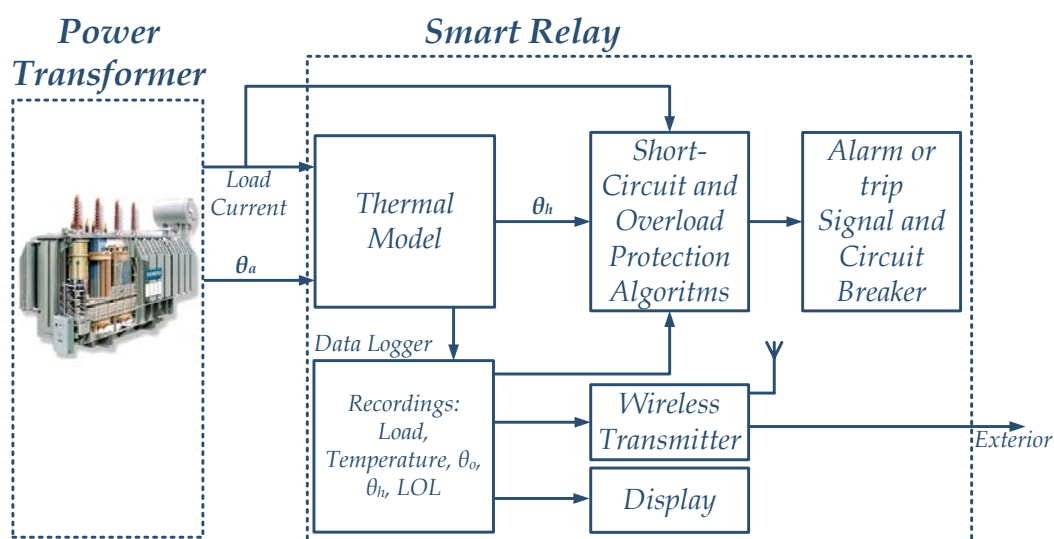 Power
Transformer
Smart Relay
Load
Current
θa
Thermal
Model
θh
Short-
Circuit and
Overload
Protection
Algoritms
Alarm or
trip
Signal and
Circuit
Breaker
Data Logger
Recordings:
Load,
Temperature, θo,
θh, LOL
Wireless
Transmitter
Exterior
Display